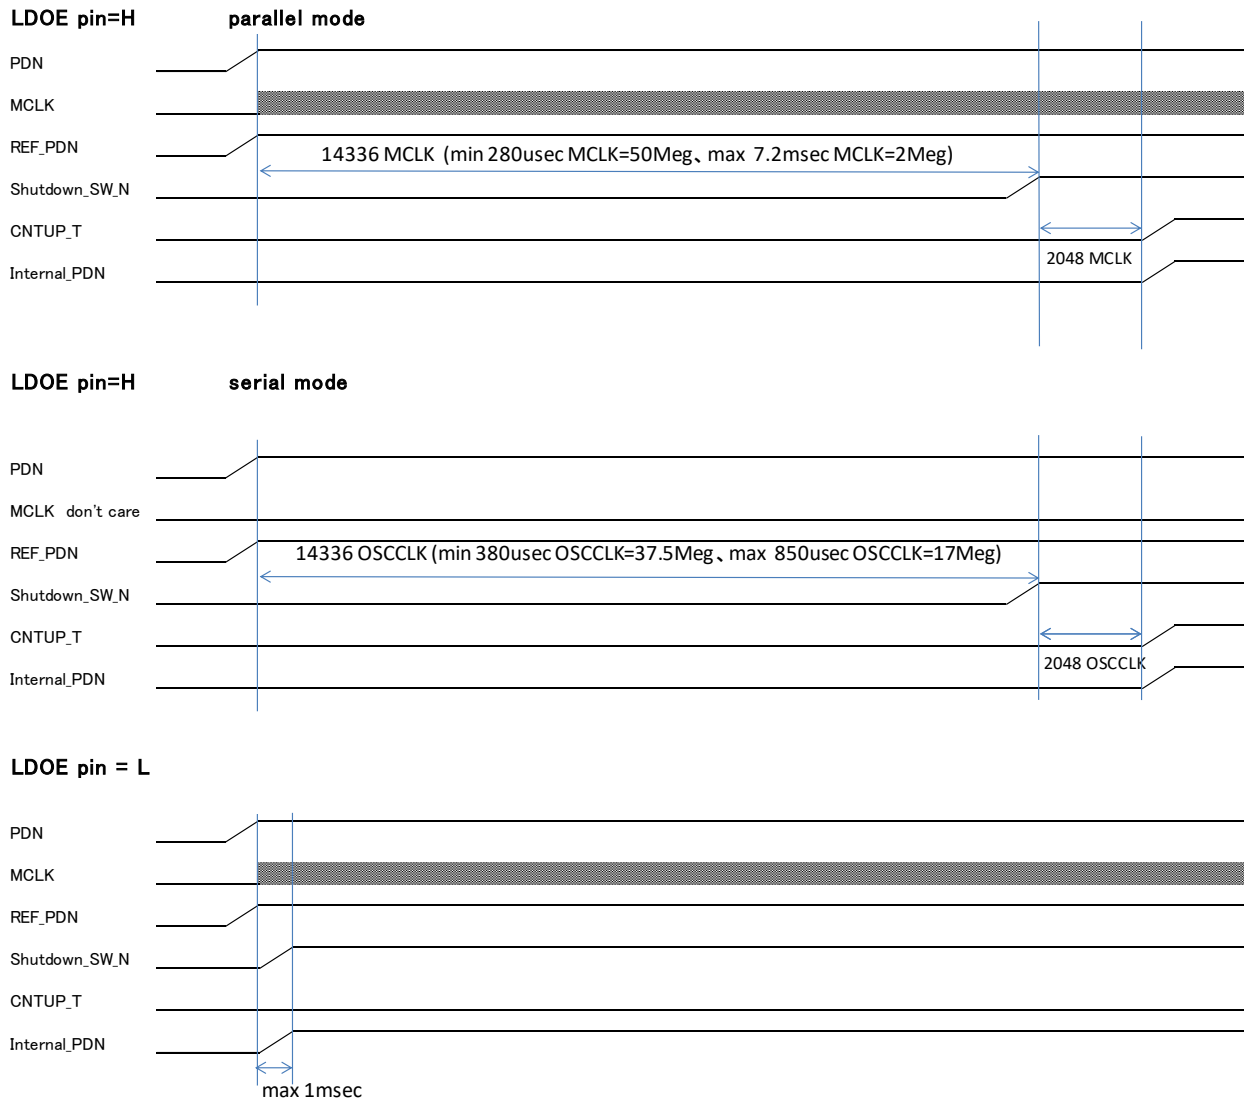 LDOE pin=H parallel mode
PDN
MCLK
REF_PDN
14336 MCLK (min 280usec MCLK=50Meg、max 7.2msec MCLK=2Meg)
Shutdown_SW_N
CNTUP_T
2048 MCLK
Internal_PDN
LDOE pin=H serial mode
PDN
MCLK don't care
REF_PDN
14336 OSCCLK (min 380usec OSCCLK=37.5Meg、max 850usec OSCCLK=17Meg)
Shutdown_SW_N
CNTUP_T
2048 OSCCLK
Internal_PDN
LDOE pin = L
PDN
MCLK
REF_PDN
Shutdown_SW_N
CNTUP_T
Internal_PDN
max 1msec